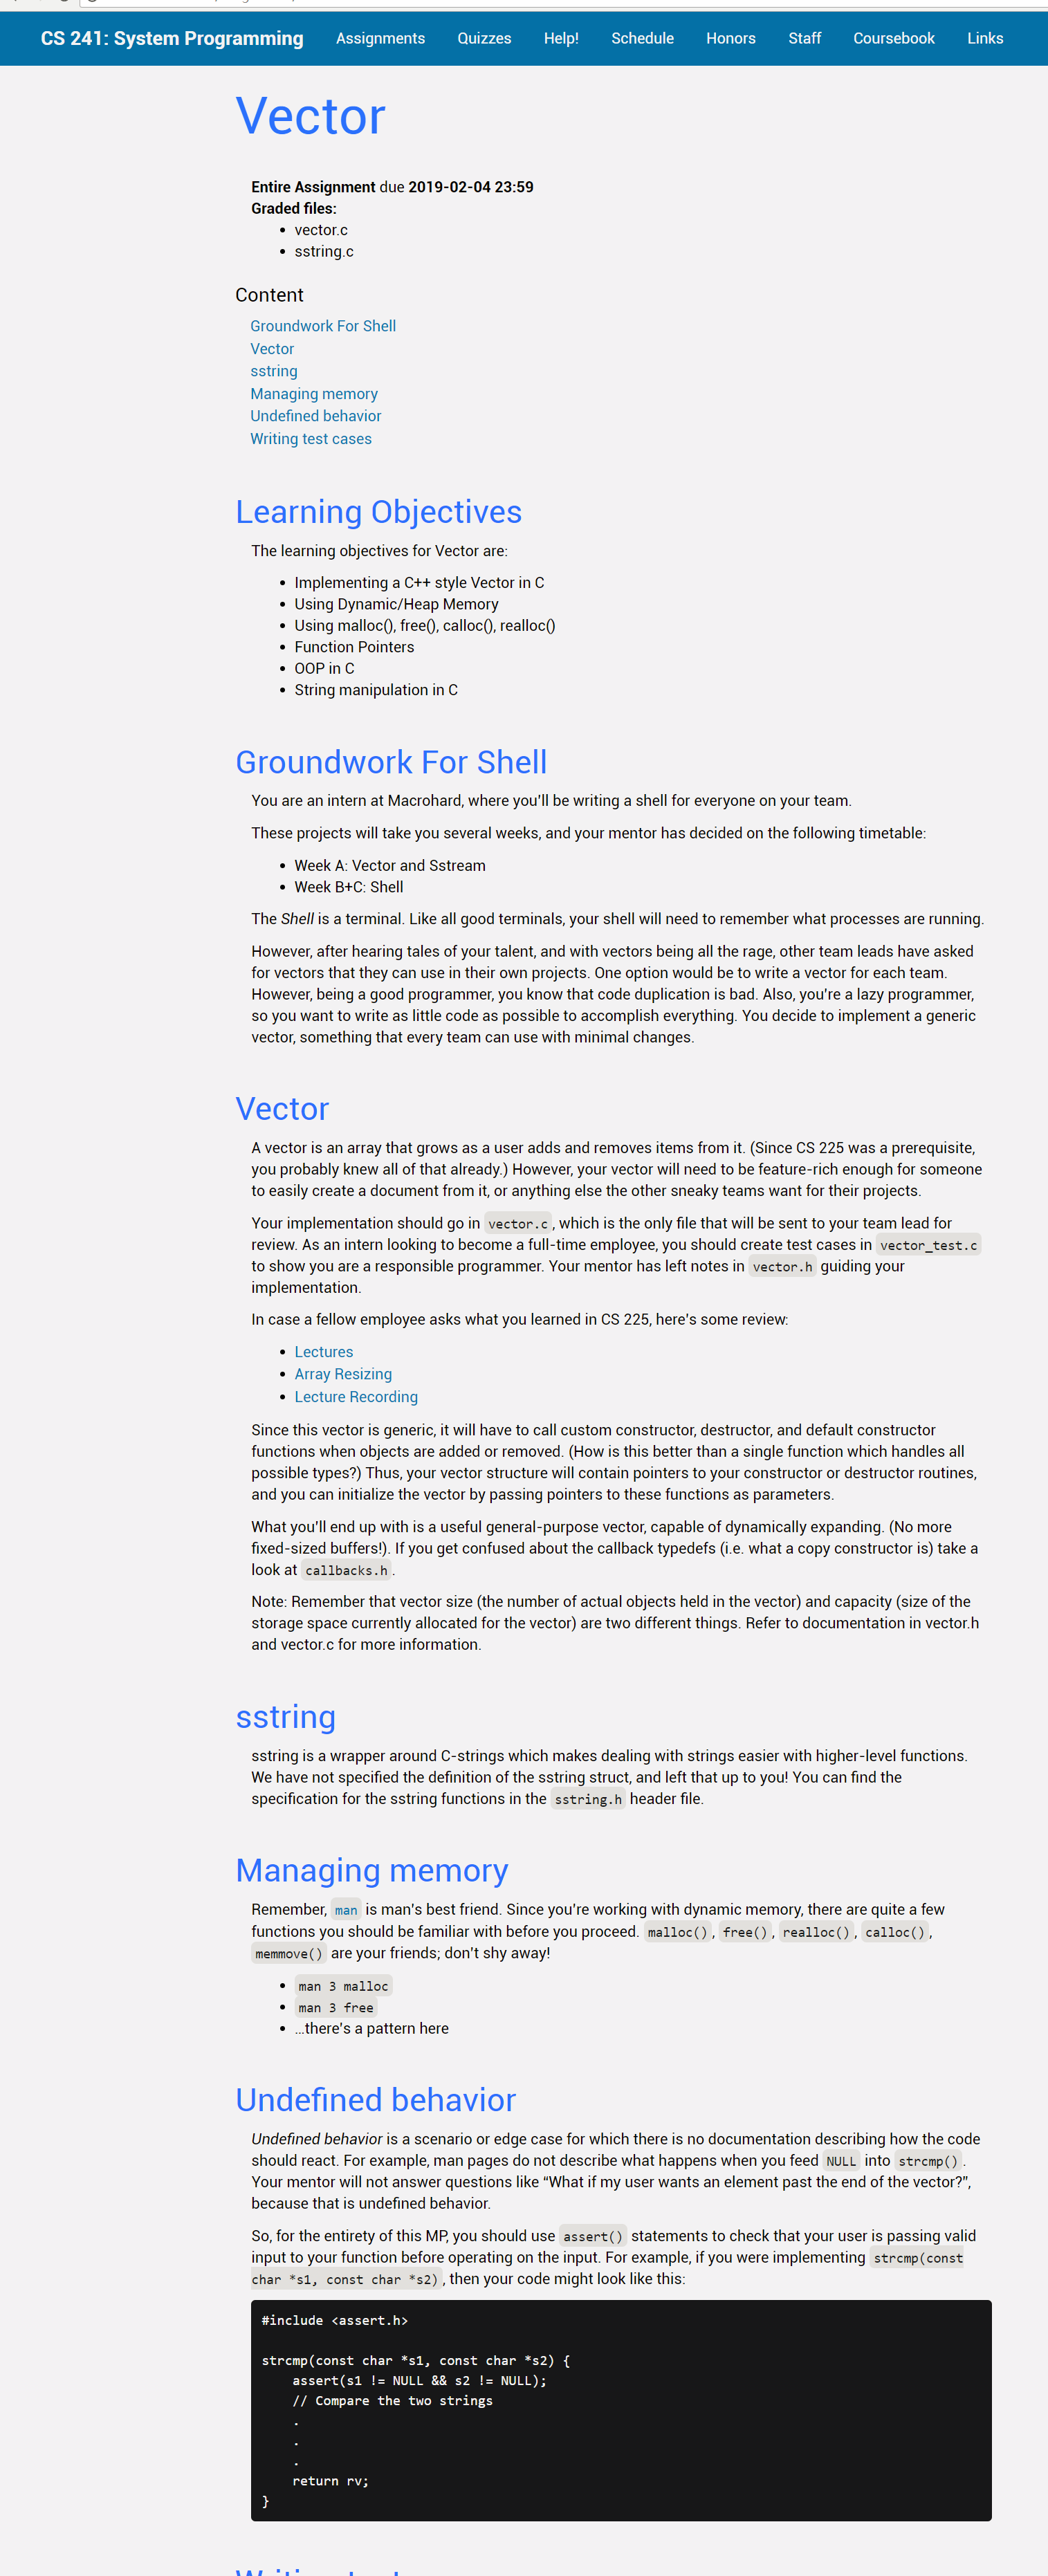 CS 241: System Programming Assignments Quizzes Help! Schedule Honors Staff Coursebook Links
Vector
Entire Assignment due 2019-02-04 23:59
Graded files:
• vector.c
• sstring.c
Content
Groundwork For Shell
Vector
sstring
Managing memory
Undefined behavior
Writing test cases
Learning Objectives
The learning objectives for Vector are:
• Implementing a C++ style Vector in C
• Using Dynamic/Heap Memory
• Using malloc(), free(), calloc(), realloc()
• Function Pointers
• OOP in C
• String manipulation in C
Groundwork For Shell
You are an intern at Macrohard, where you'll be writing a shell for everyone on your team.
These projects will take you several weeks, and your mentor has decided on the following timetable:
• Week A: Vector and Sstream
• Week B+C: Shell
The Shell is a terminal. Like all good terminals, your shell will need to remember what processes are running.
However, after hearing tales of your talent, and with vectors being all the rage, other team leads have asked
for vectors that they can use in their own projects. One option would be to write a vector for each team.
However, being a good programmer, you know that code duplication is bad. Also, you're a lazy programmer,
so you want to write as little code as possible to accomplish everything. You decide to implement a generic
vector, something that every team can use with minimal changes.
Vector
A vector is an array that grows as a user adds and removes items from it. (Since CS 225 was a prerequisite,
you probably knew all of that already.) However, your vector will need to be feature-rich enough for someone
to easily create a document from it, or anything else the other sneaky teams want for their projects.
Your implementation should go in vector.c, which is the only file that will be sent to your team lead for
review. As an intern looking to become a full-time employee, you should create test cases in vector_test.c
to show you are a responsible programmer. Your mentor has left notes in vector.h guiding your
implementation.
In case a fellow employee asks what you learned in CS 225, here's some review:
• Lectures
• Array Resizing
• Lecture Recording
Since this vector is generic, it will have to call custom constructor, destructor, and default constructor
functions when objects are added or removed. (How is this better than a single function which handles all
possible types?) Thus, your vector structure will contain pointers to your constructor or destructor routines,
and you can initialize the vector by passing pointers to these functions as parameters.
What you'll end up with is a useful general-purpose vector, capable of dynamically expanding. (No more
fixed-sized buffers!). If you get confused about the callback typedefs (i.e. what a copy constructor is) take a
look at callbacks.h.
Note: Remember that vector size (the number of actual objects held in the vector) and capacity (size of the
storage space currently allocated for the vector) are two different things. Refer to documentation in vector.h
and vector.c for more information.
sstring
sstring is a wrapper around C-strings which makes dealing with strings easier with higher-level functions.
We have not specified the definition of the sstring struct, and left that up to you! You can find the
specification for the sstring functions in the sstring.h header file.
Managing memory
Remember, man is man's best friend. Since you're working with dynamic memory, there are quite a few
functions you should be familiar with before you proceed. malloc(), free(), realloc(), calloc(),
memmove() are your friends; don't shy away!
• man 3 malloc
• man 3 free
• …there's a pattern here
Undefined behavior
Undefined behavior is a scenario or edge case for which there is no documentation describing how the code
should react. For example, man pages do not describe what happens when you feed NULL into strcmp().
Your mentor will not answer questions like “What if my user wants an element past the end of the vector?”,
because that is undefined behavior.
So, for the entirety of this MP, you should use assert() statements to check that your user is passing valid
input to your function before operating on the input. For example, if you were implementing strcmp(const
char *s1, const char *s2), then your code might look like this:
#include <assert.h>
strcmp(const char *s1, const char *s2) {
    assert(s1 != NULL && s2 != NULL);
    // Compare the two strings
    .
    .
    .
    return rv;
}